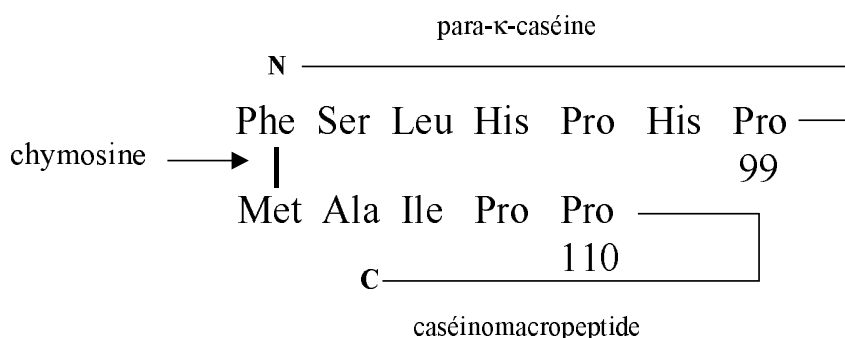 para-κ-caséine
N
Phe Ser Leu His Pro His Pro
chymosine
99
Met Ala Ile Pro Pro
110
C
caséinomacropeptide